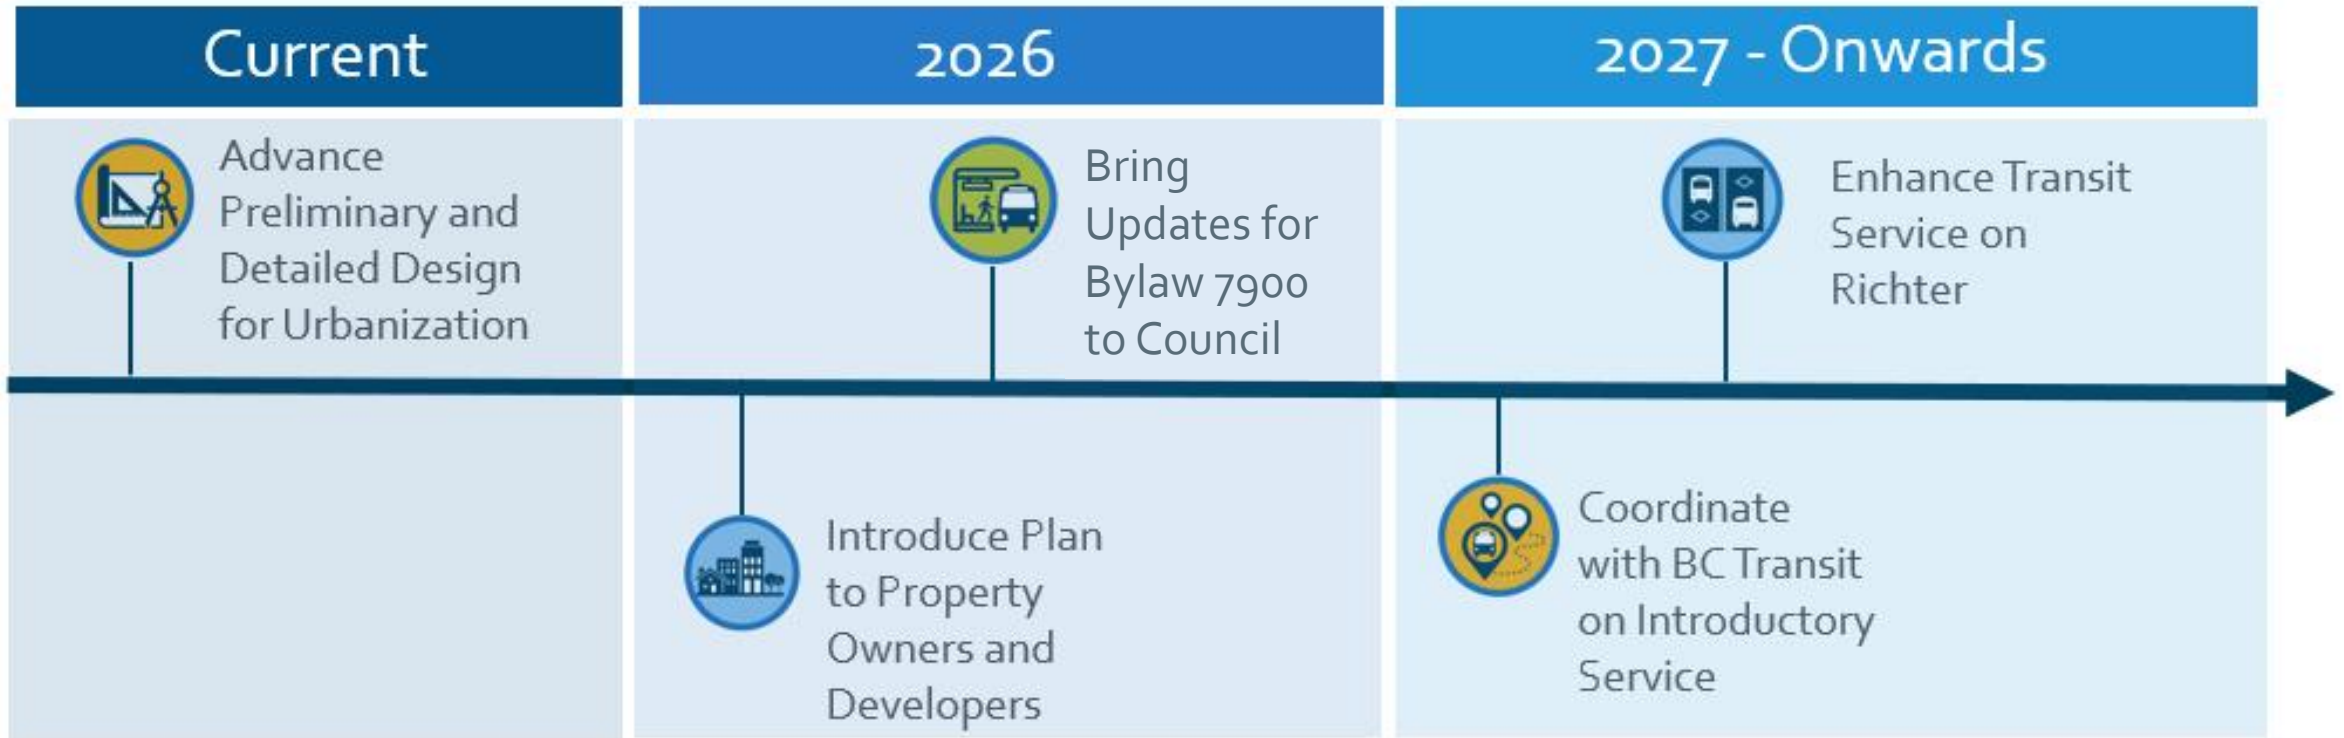 Current
2026
2027 - Onwards
Advance
Preliminary and
Detailed Design
for Urbanization
Introduce Plan
to Property
Owners and
Developers
Bring
Updates for
Bylaw 7900
to Council
Coordinate
with BC Transit
on Introductory
Service
Enhance Transit
Service on
Richter